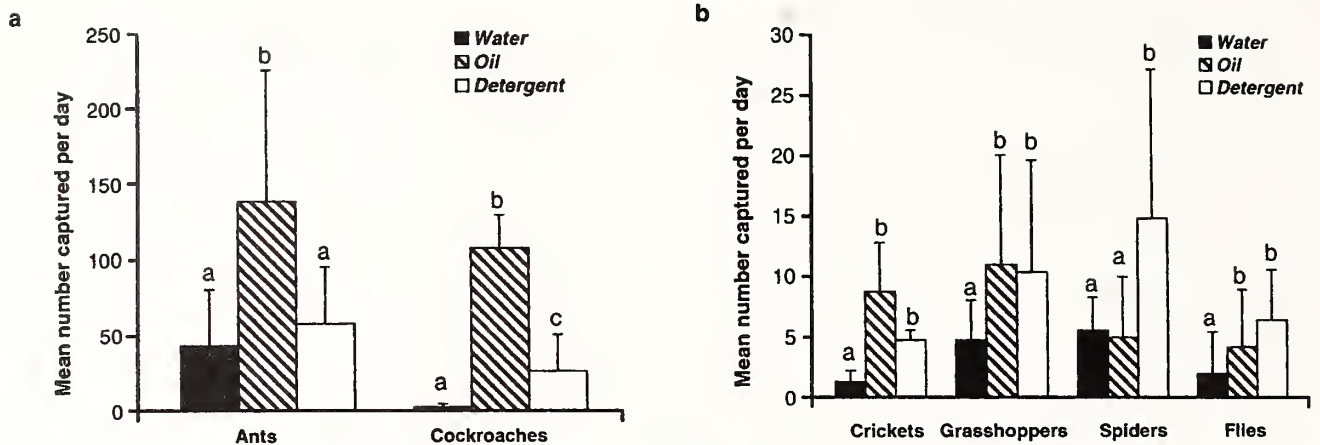 a
Mean number captured per day
250
200
150
100
50
0
Water
Oil
Detergent
a
b
a
a
b
c
Ants
Cockroaches
b
Mean number captured per day
30
25
20
15
10
5
0
Water
Oil
Detergent
a
b
b
a
b
b
a
a
b
a
b
b
Crickets Grasshoppers Spiders Flies